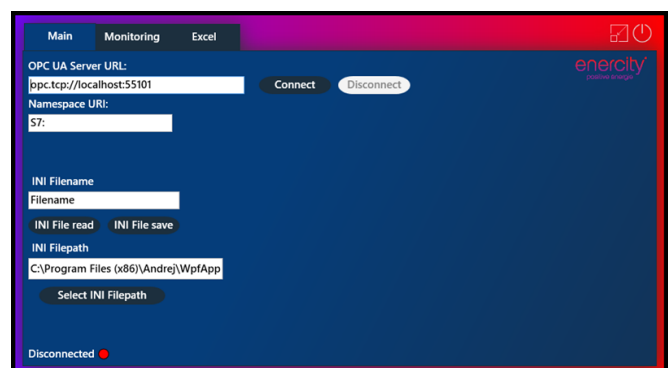 Main Monitoring Excel
OPC UA Server URL:
enercity
positive energie
opc.tcp://localhost:55101 Connect Disconnect
Namespace URI:
S7:
INI Filename
Filename
INI File read INI File save
INI Filepath
C:\Program Files (x86)\Andrej\WpfApp
Select INI Filepath
Disconnected